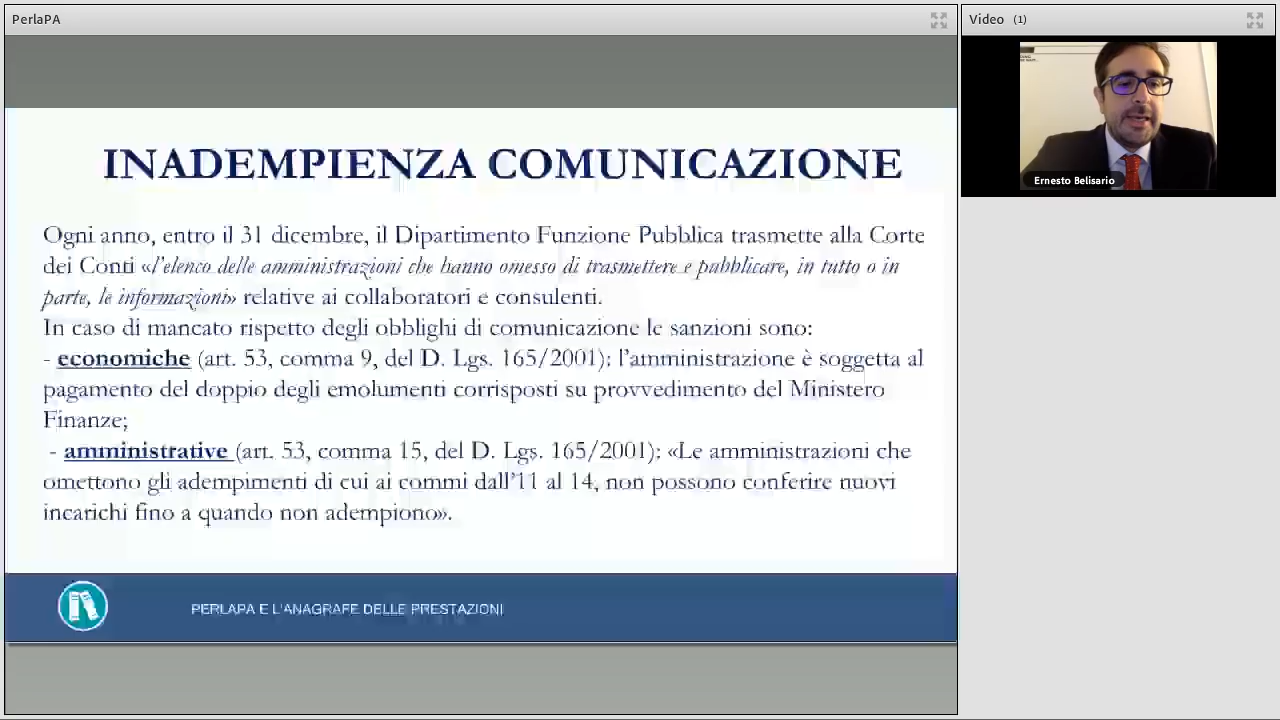 PerlaPA
Video (1)
Ernesto Belisario
INADEMPIENZA COMUNICAZIONE
Ogni anno, entro il 31 dicembre, il Dipartimento Funzione Pubblica trasmette alla Corte
dei Conti «l'elenco delle amministrazioni che hanno omesso di trasmettere e pubblicare, in tutto o in
parte, le informazioni» relative ai collaboratori e consulenti.
In caso di mancato rispetto degli obblighi di comunicazione le sanzioni sono:
- economiche (art. 53, comma 9, del D. Lgs. 165/2001): l'amministrazione è soggetta al
pagamento del doppio degli emolumenti corrisposti su provvedimento del Ministero
Finanze;
- amministrative (art. 53, comma 15, del D. Lgs. 165/2001): «Le amministrazioni che
omettono gli adempimenti di cui ai commi dall'11 al 14, non possono conferire nuovi
incarichi fino a quando non adempiono».
PERLAPA E L'ANAGRAFE DELLE PRESTAZIONI